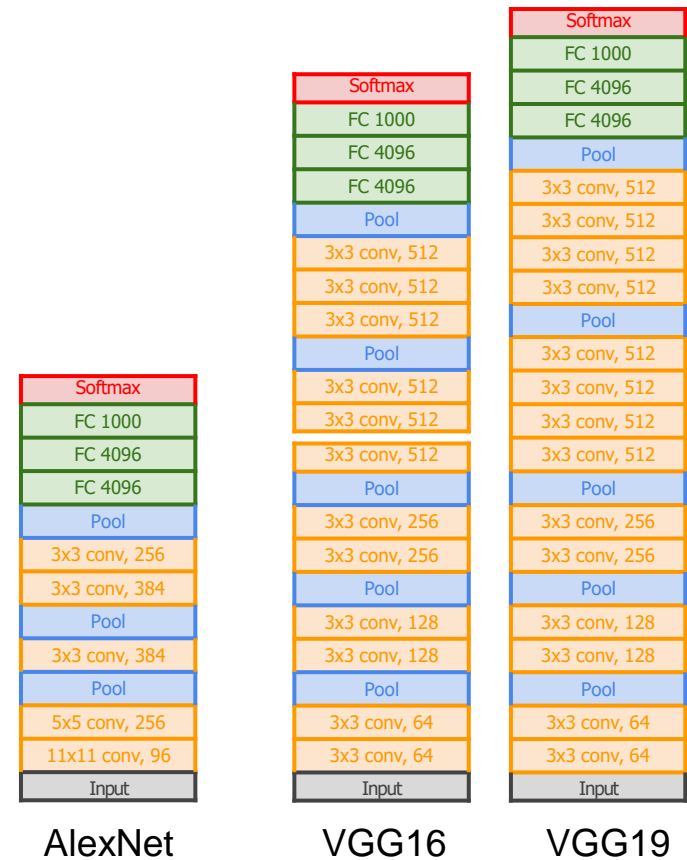 Softmax
FC 1000
FC 4096
FC 4096
Pool
3x3 conv, 256
3x3 conv, 384
Pool
3x3 conv, 384
Pool
5x5 conv, 256
11x11 conv, 96
Input
AlexNet
Softmax
FC 1000
FC 4096
FC 4096
Pool
3x3 conv, 512
3x3 conv, 512
3x3 conv, 512
Pool
3x3 conv, 512
3x3 conv, 512
3x3 conv, 512
Pool
3x3 conv, 256
3x3 conv, 256
Pool
3x3 conv, 128
3x3 conv, 128
Pool
3x3 conv, 64
3x3 conv, 64
Input
VGG16
Softmax
FC 1000
FC 4096
FC 4096
Pool
3x3 conv, 512
3x3 conv, 512
3x3 conv, 512
3x3 conv, 512
Pool
3x3 conv, 512
3x3 conv, 512
3x3 conv, 512
3x3 conv, 512
Pool
3x3 conv, 256
3x3 conv, 256
Pool
3x3 conv, 128
3x3 conv, 128
Pool
3x3 conv, 64
3x3 conv, 64
Input
VGG19